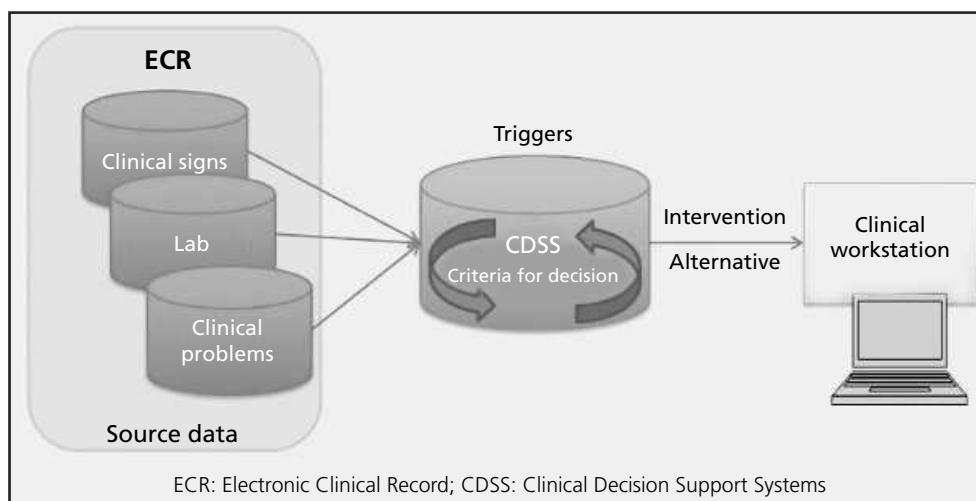 ECR
Clinical signs
Lab
Clinical
problems
Source data
Triggers
CDSS
Criteria for decision
Intervention
Alternative
Clinical
workstation
ECR: Electronic Clinical Record; CDSS: Clinical Decision Support Systems